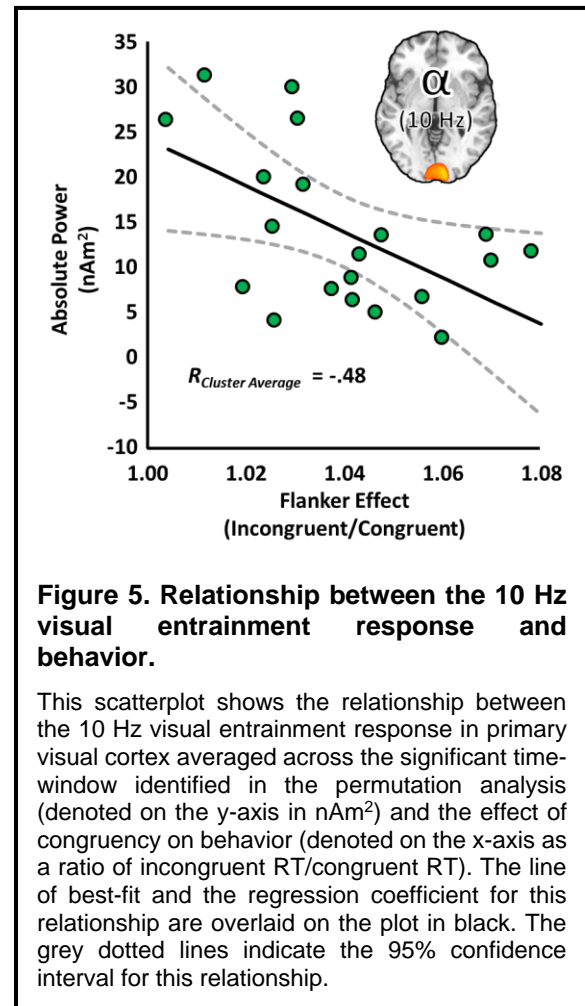 35
30
25
20
15
10
5
0
-5
-10
Absolute Power
(nAm²)
α
(10 Hz)
R Cluster Average = -.48
1.00 1.02 1.04 1.06 1.08
Flanker Effect
(Incongruent/Congruent)
Figure 5. Relationship between the 10 Hz
visual entrainment response and
behavior.
This scatterplot shows the relationship between
the 10 Hz visual entrainment response in primary
visual cortex averaged across the significant time-
window identified in the permutation analysis
(denoted on the y-axis in nAm²) and the effect of
congruency on behavior (denoted on the x-axis as
a ratio of incongruent RT/congruent RT). The line
of best-fit and the regression coefficient for this
relationship are overlaid on the plot in black. The
grey dotted lines indicate the 95% confidence
interval for this relationship.